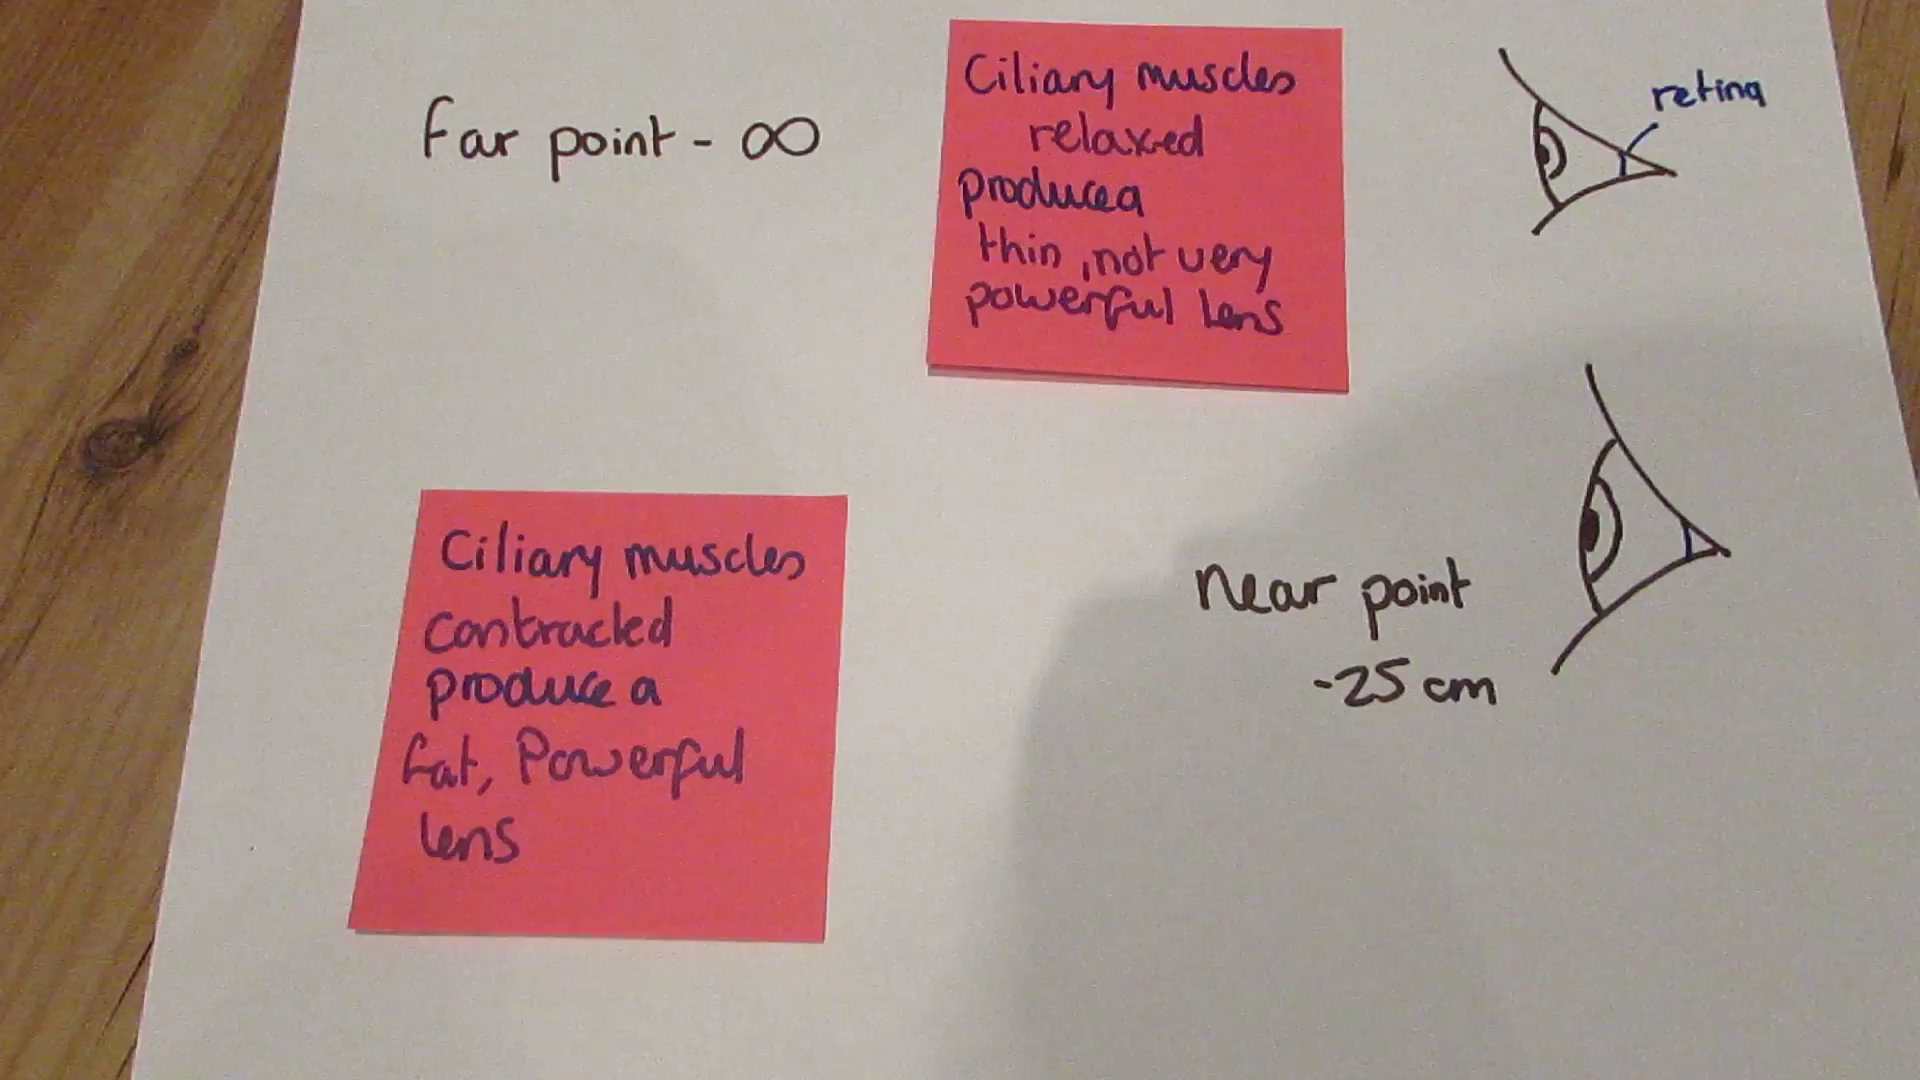 Far point - ∞
Ciliary muscles
relaxed
produce a
thin, not very
powerful lens
retina
Ciliary muscles
contracted
produce a
fat, Powerful
lens
Near point
-25 cm